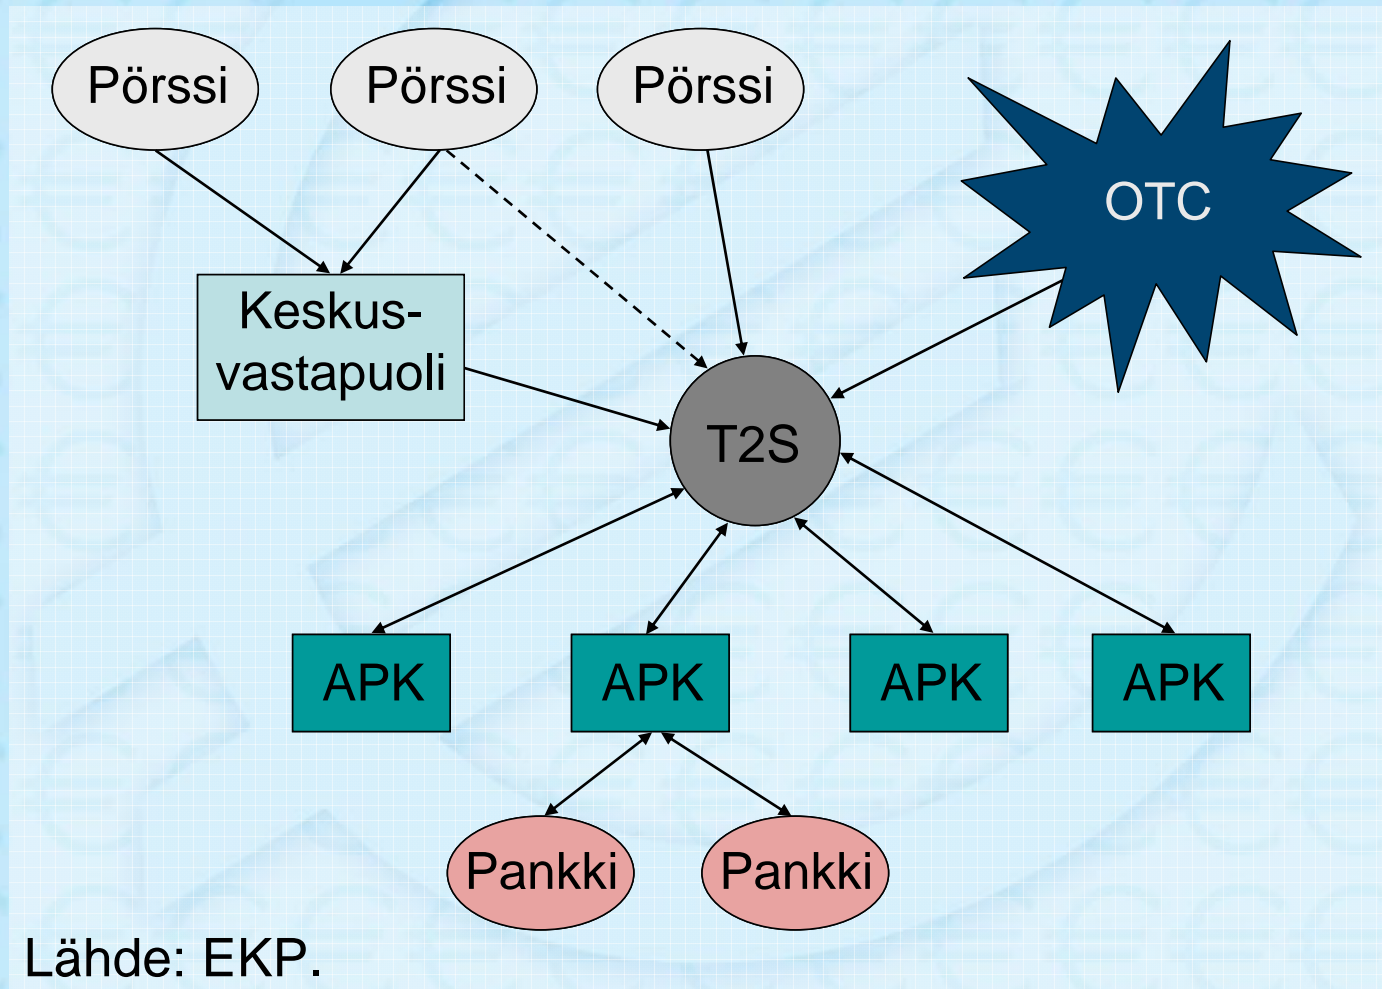 Pörssi
Pörssi
Pörssi
OTC
Keskus-
vastapuoli
T2S
APK
APK
APK
APK
Pankki
Pankki
Lähde: EKP.